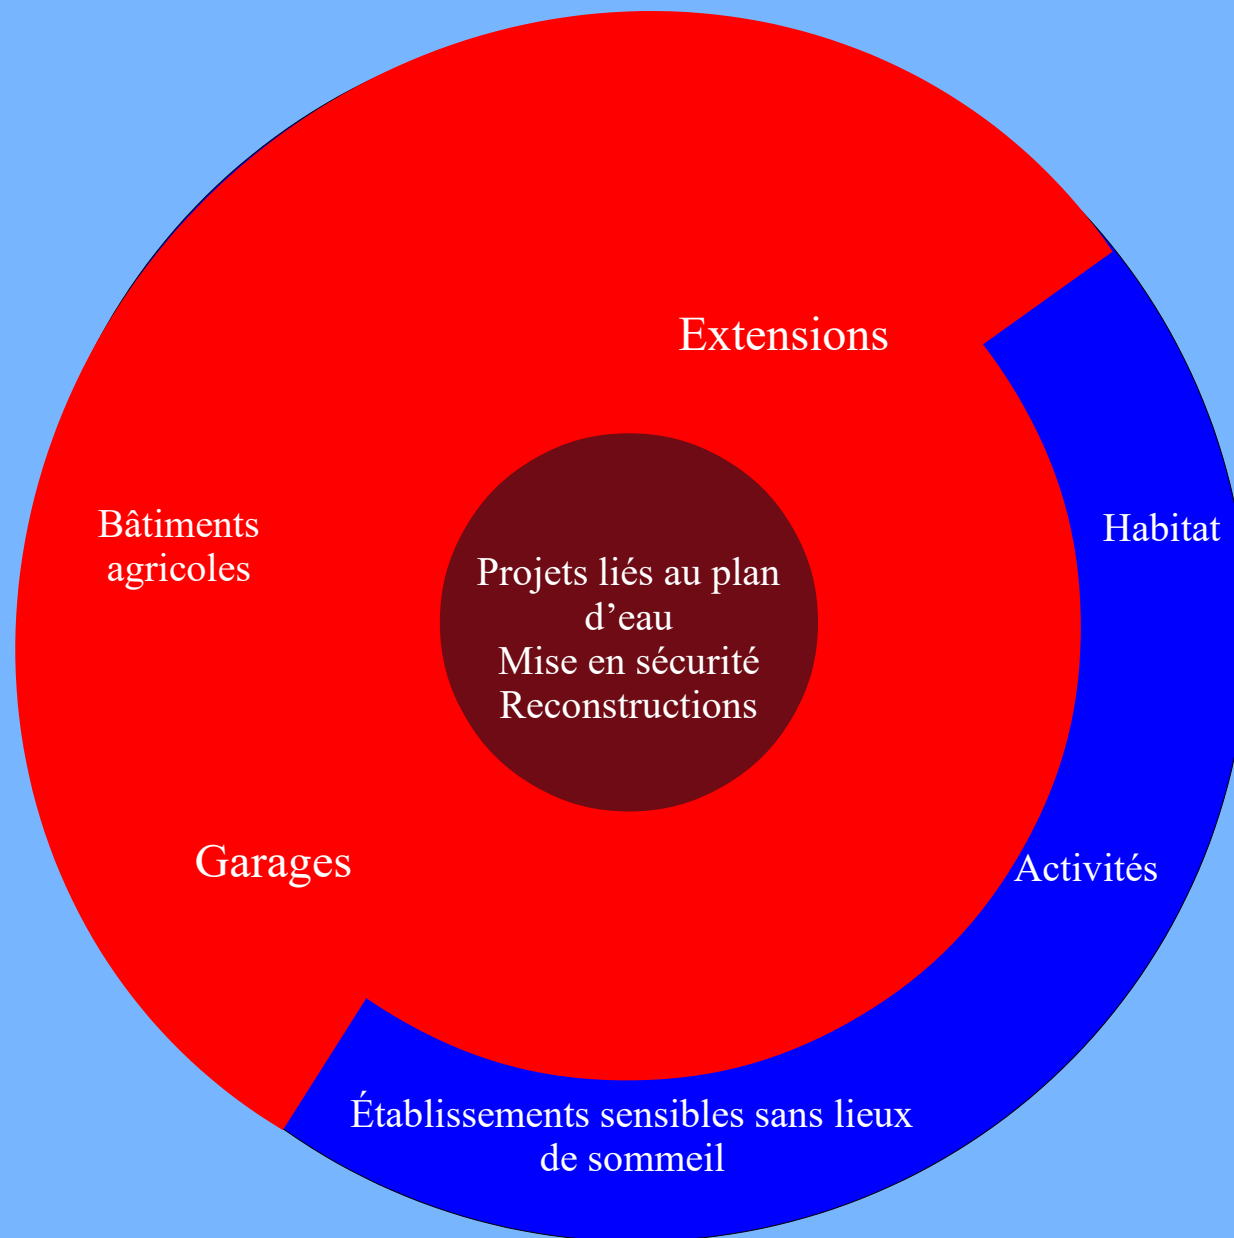 Extensions
Bâtiments
agricoles
Habitat
Projets liés au plan
d’eau
Mise en sécurité
Reconstructions
Garages
Activités
Établissements sensibles sans lieux
de sommeil